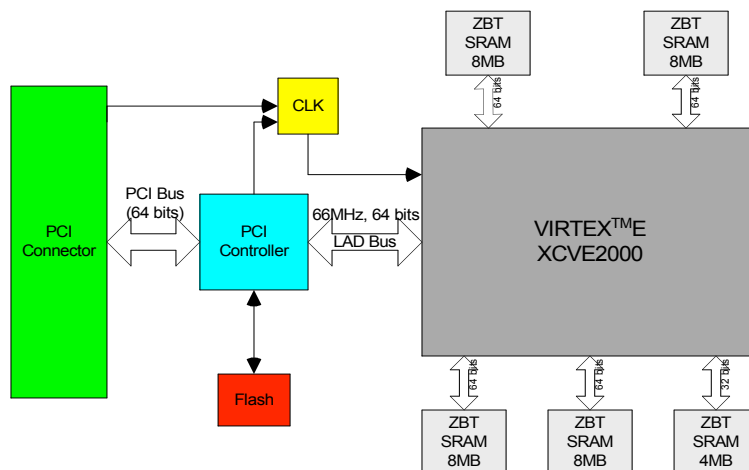 ZBT
SRAM
8MB
ZBT
SRAM
8MB
64 bits
64 bits
CLK
PCI Bus
(64 bits)
PCI
Connector
PCI
Controller
66MHz, 64 bits
LAD Bus
VIRTEX™E
XCVE2000
Flash
64 bits
64 bits
32 bits
ZBT
SRAM
8MB
ZBT
SRAM
8MB
ZBT
SRAM
4MB